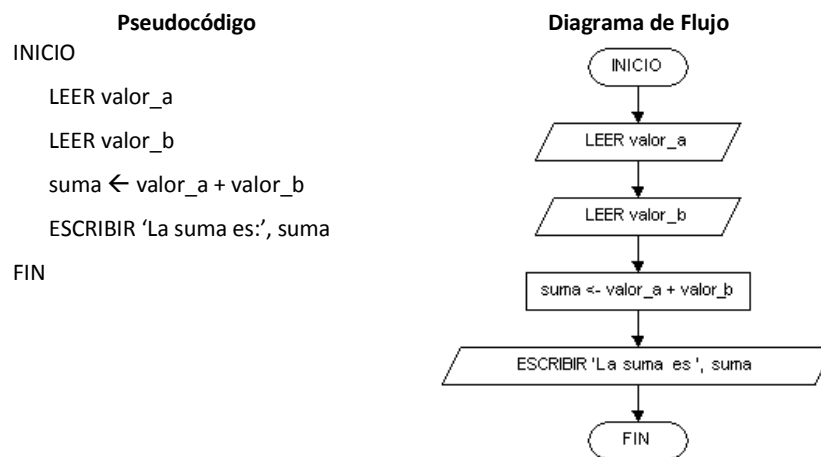 Pseudocódigo
INICIO
LEER valor_a
LEER valor_b
suma ← valor_a + valor_b
ESCRIBIR ‘La suma es:’, suma
FIN
Diagrama de Flujo
INICIO
LEER valor_a
LEER valor_b
suma <- valor_a + valor_b
ESCRIBIR 'La suma es ', suma
FIN